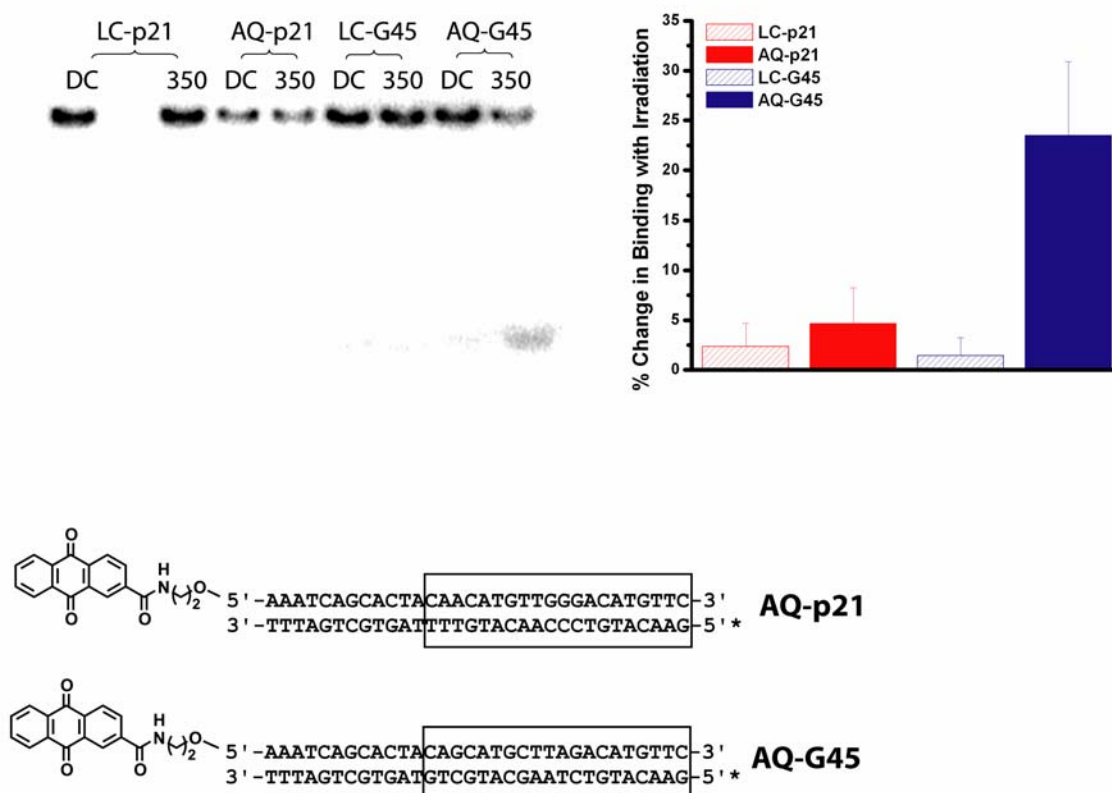 LC-p21 AQ-p21 LC-G45 AQ-G45
DC 350 DC 350 DC 350 DC 350
% Change in Binding with Irradiation
35
30
25
20
15
10
5
0
LC-p21
AQ-p21
LC-G45
AQ-G45
O
O
O
H
N
( )2
O
5'-AAATCAGCACTACAACATGTTGGGACATGTTC-3'
3'-TTTAGTCGTGATTTTGTACAACCCTGTACAAG-5'*
AQ-p21
O
O
O
H
N
( )2
O
5'-AAATCAGCACTACAGCATGCTTAGACATGTTC-3'
3'-TTTAGTCGTGATGTCGTACGAATCTGTACAAG-5'*
AQ-G45